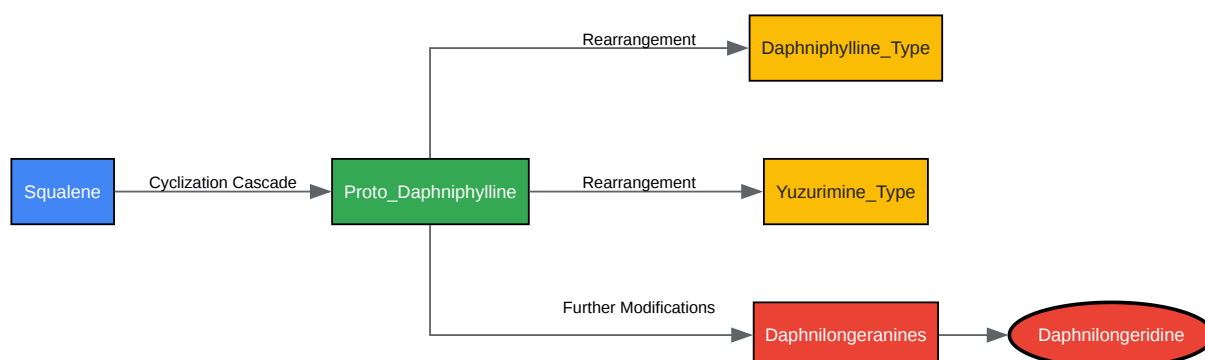 Rearrangement
Daphniphylline_Type
Squalene
Cyclization Cascade
Proto_Daphniphylline
Rearrangement
Yuzurimine_Type
Further Modifications
Daphnilongeranines
Daphnilongeridine